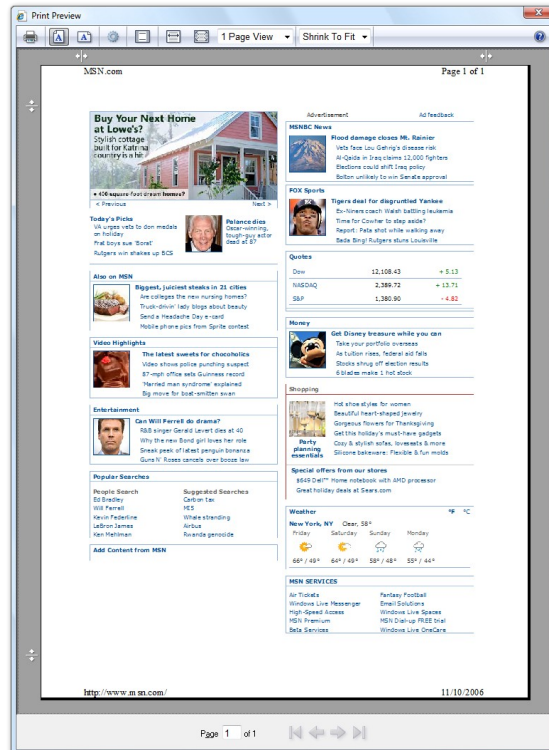 Print Preview
1 Page View
Shrink To Fit
MSN.com
Page 1 of 1
Buy Your Next Home
at Lowe's?
Stylish cottage
built for Katrina
country is a hit
• 400-square-foot dream homes?
< Previous
Next >
Today's Picks
VA urges vets to don medals
on holiday
Frat boys sue 'Borat'
Rutgers win shakes up BCS
Palance dies
Oscar-winning,
tough-guy actor
dead at 87
Also on MSN
Biggest, juiciest steaks in 21 cities
Are colleges the new nursing homes?
Truck-drivin' lady blogs about beauty
Send a Headache Day e-card
Mobile phone pics from Sprite contest
Video Highlights
The latest sweets for chocoholics
Video shows police punching suspect
87-mph office sets Guinness record
'Married man syndrome' explained
Big move for boat-smitten swan
Entertainment
Can Will Ferrell do drama?
R&B singer Gerald Levert dies at 40
Why the new Bond girl loves her role
Sneak peek of latest penguin bonanza
Guns N' Roses cancels over booze law
Popular Searches
People Search
Ed Bradley
Will Ferrell
Kevin Federline
LeBron James
Ken Mehlman
Suggested Searches
Carbon tax
MLS
Whale stranding
Airbus
Rwanda genocide
Add Content from MSN
Advertisement
Ad Feedback
MSNBC News
Flood damage closes Mt. Rainier
Vets face Lou Gehrig's disease risk
Al-Qaida in Iraq claims 12,000 fighters
Elections could shift Iraq policy
Bolton unlikely to win Senate approval
FOX Sports
Tigers deal for disgruntled Yankee
Ex-Niners coach Walsh battling leukemia
Time for Cowher to step aside?
Report: Pats shot while walking away
Bada Bing! Rutgers stuns Louisville
Quotes
Dow 12,108.43 + 5.13
NASDAQ 2,389.72 + 13.71
S&P 1,380.90 - 4.82
Money
Get Disney treasure while you can
Take your portfolio overseas
As tuition rises, federal aid falls
Stocks shrug off election results
6 blades make 1 hot stock
Shopping
Party
planning
essentials
Hot shoe styles for women
Beautiful heart-shaped jewelry
Gorgeous flowers for Thanksgiving
Get this holiday's must-have gadgets
Cozy & stylish sofas, lovesets & more
Silicone bakeware: Flexible & fun molds
Special offers from our stores
$649 Dell™ Home notebook with AMD processor
Great holiday deals at Sears.com
Weather
°F °C
New York, NY Clear, 58°
Friday Saturday Sunday Monday
66° / 49° 64° / 49° 58° / 48° 55° / 44°
MSN SERVICES
Air Tickets
Windows Live Messenger
High-Speed Access
MSN Premium
Beta Services
Fantasy Football
Email Solutions
Windows Live Spaces
MSN Dial-up FREE trial
Windows Live OneCare
http://www.msn.com/
11/10/2006
Page 1 of 1